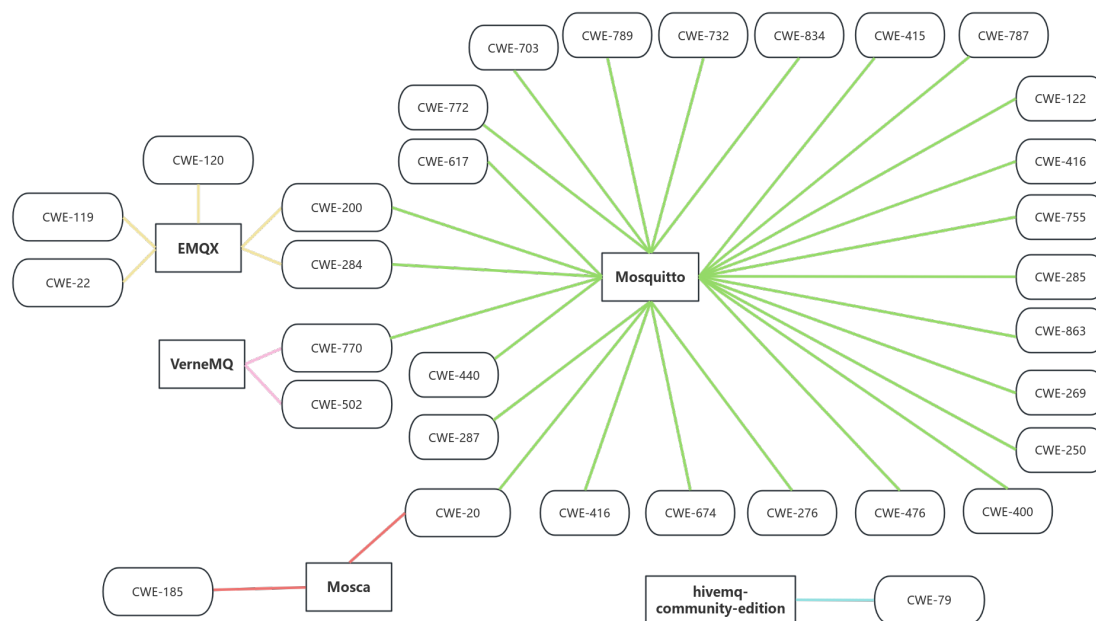 CWE-703
CWE-789
CWE-732
CWE-834
CWE-415
CWE-787
CWE-772
CWE-122
CWE-120
CWE-617
CWE-416
CWE-119
CWE-200
CWE-755
EMQX
CWE-22
CWE-284
Mosquitto
CWE-285
CWE-770
CWE-863
VerneMQ
CWE-440
CWE-502
CWE-269
CWE-287
CWE-250
CWE-20
CWE-416
CWE-674
CWE-276
CWE-476
CWE-400
CWE-185
Mosca
hivemq-
community-edition
CWE-79